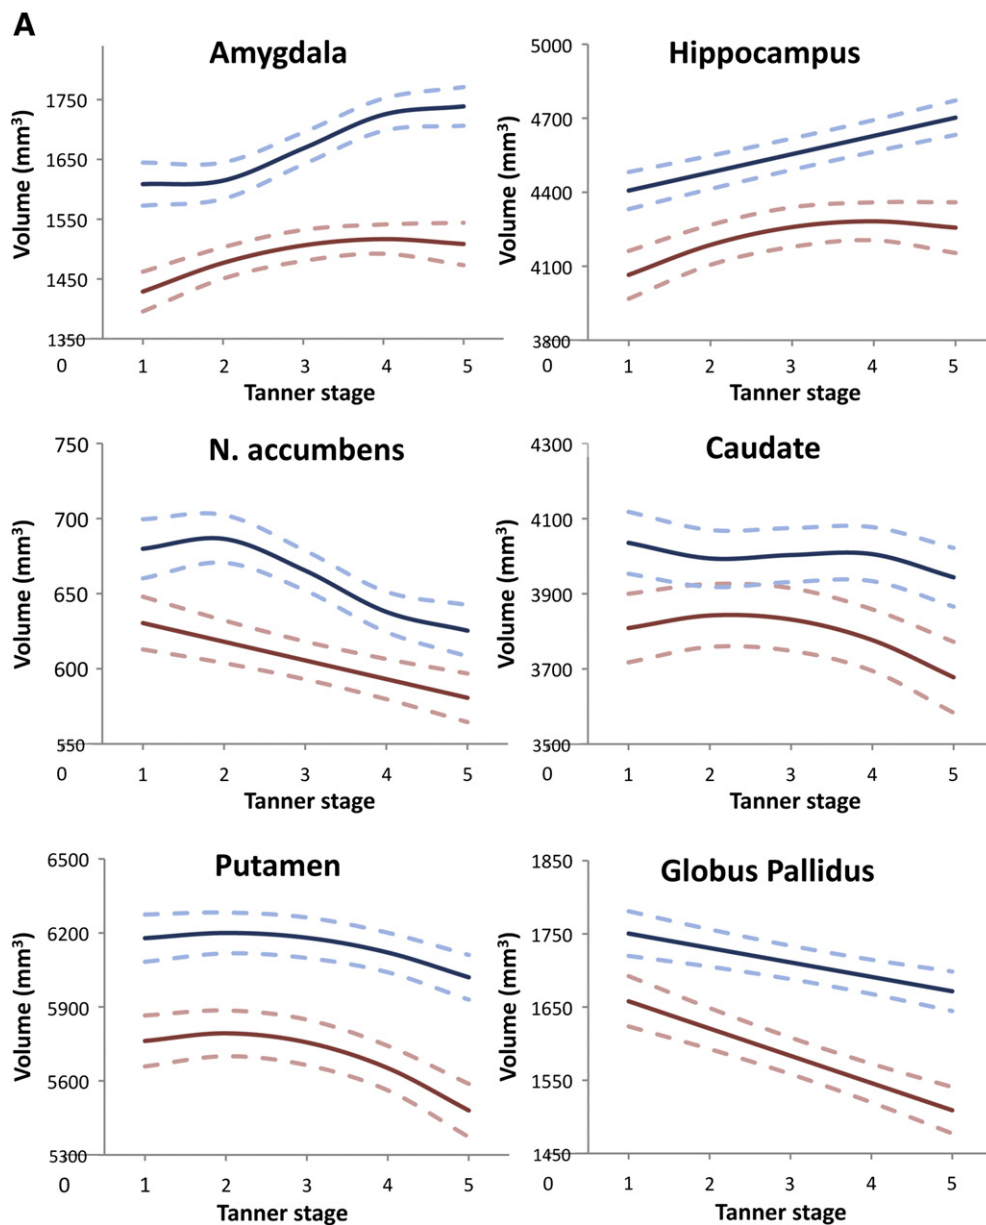 A
Amygdala
Volume (mm³)
1750
1650
1550
1450
1350
0 1 2 3 4 5
Tanner stage
Hippocampus
Volume (mm³)
5000
4700
4400
4100
3800
0 1 2 3 4 5
Tanner stage
N. accumbens
Volume (mm³)
750
700
650
600
550
0 1 2 3 4 5
Tanner stage
Caudate
Volume (mm³)
4300
4100
3900
3700
3500
0 1 2 3 4 5
Tanner stage
Putamen
Volume (mm³)
6500
6200
5900
5600
5300
0 1 2 3 4 5
Tanner stage
Globus Pallidus
Volume (mm³)
1850
1750
1650
1550
1450
0 1 2 3 4 5
Tanner stage